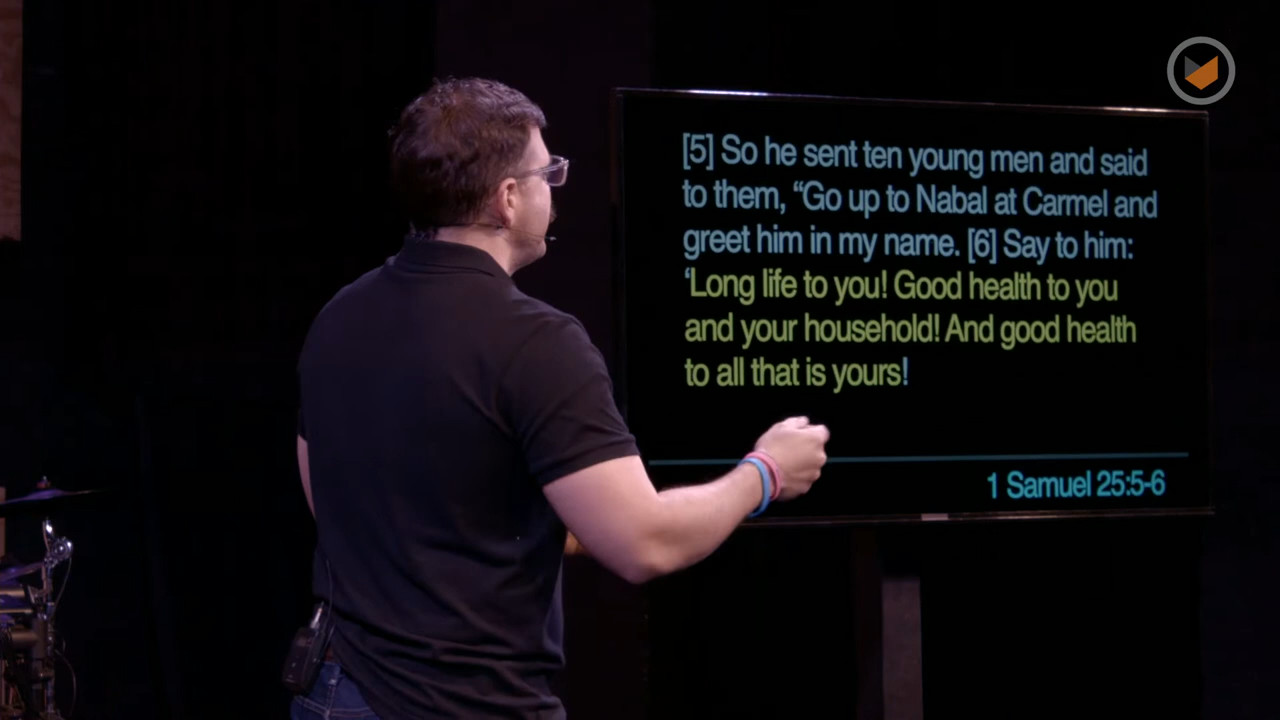 [5] So he sent ten young men and said
to them, “Go up to Nabal at Carmel and
greet him in my name. [6] Say to him:
‘Long life to you! Good health to you
and your household! And good health
to all that is yours!
1 Samuel 25:5-6